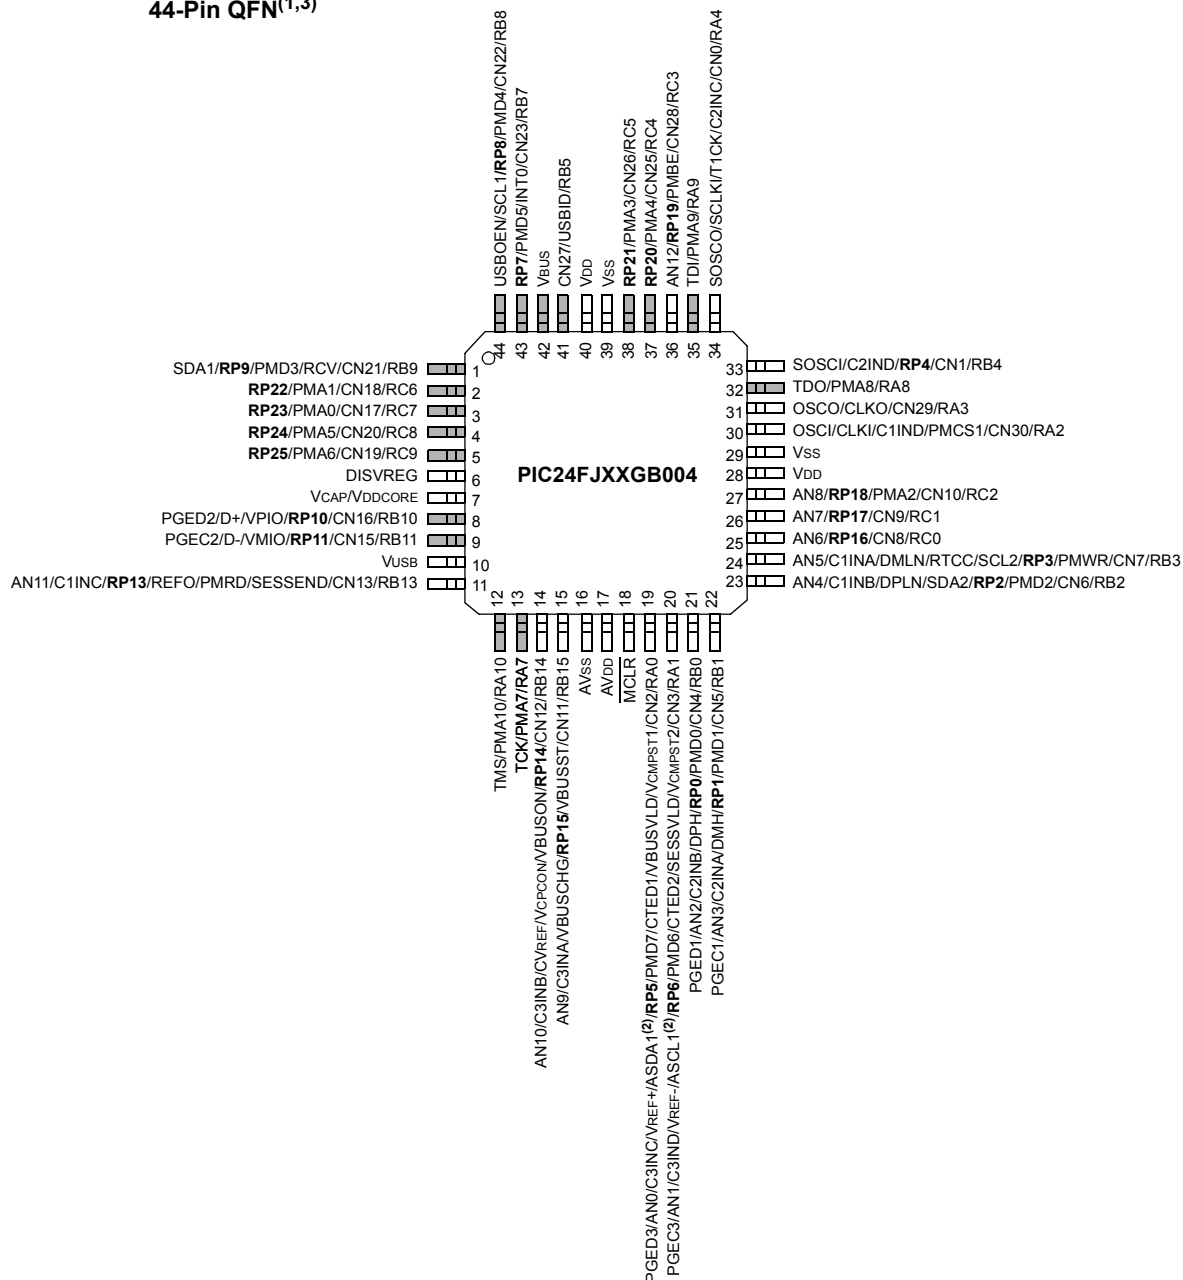 44-Pin QFN(1,3)
USBOEN/SCL1/RP8/PMD4/CN22/RB8
RP7/PMD5/INT0/CN23/RB7
VBUS
CN27/USBID/RB5
VDD
VSS
RP21/PMA3/CN26/RC5
RP20/PMA4/CN25/RC4
AN12/RP19/PMBE/CN28/RC3
TDI/PMA9/RA9
SOSCO/SCLKI/T1CK/C2INC/CN0/RA4
44
43
42
41
40
39
38
37
36
35
34
SDA1/RP9/PMD3/RCV/CN21/RB9 1
RP22/PMA1/CN18/RC6 2
RP23/PMA0/CN17/RC7 3
RP24/PMA5/CN20/RC8 4
RP25/PMA6/CN19/RC9 5
DISVREG 6
VCAP/VDDCORE 7
PGED2/D+/VPIO/RP10/CN16/RB10 8
PGEC2/D-/VMIO/RP11/CN15/RB11 9
VUSB 10
AN11/C1INC/RP13/REFO/PMRD/SESSEND/CN13/RB13 11
PIC24FJXXGB004
33 SOSCI/C2IND/RP4/CN1/RB4
32 TDO/PMA8/RA8
31 OSCO/CLKO/CN29/RA3
30 OSCI/CLKI/C1IND/PMCS1/CN30/RA2
29 VSS
28 VDD
27 AN8/RP18/PMA2/CN10/RC2
26 AN7/RP17/CN9/RC1
25 AN6/RP16/CN8/RC0
24 AN5/C1INA/DMLN/RTCC/SCL2/RP3/PMWR/CN7/RB3
23 AN4/C1INB/DPLN/SDA2/RP2/PMD2/CN6/RB2
12
13
14
15
16
17
18
19
20
21
22
TMS/PMA10/RA10
TCK/PMA7/RA7
AN10/C3INB/CVREF/VCPCON/VBUSON/RP14/CN12/RB14
AN9/C3INA/VBUSCHG/RP15/VBUSST/CN11/RB15
AVSS
AVDD
MCLR
PGED3/AN0/C3INC/VREF+/ASDA1(2)/RP5/PMD7/CTED1/VBUSVLD/VCMPST1/CN2/RA0
PGEC3/AN1/C3IND/VREF-/ASCL1(2)/RP6/PMD6/CTED2/SESSVLD/VCMPST2/CN3/RA1
PGED1/AN2/C2INB/DPH/RP0/PMD0/CN4/RB0
PGEC1/AN3/C2INA/DMH/RP1/PMD1/CN5/RB1